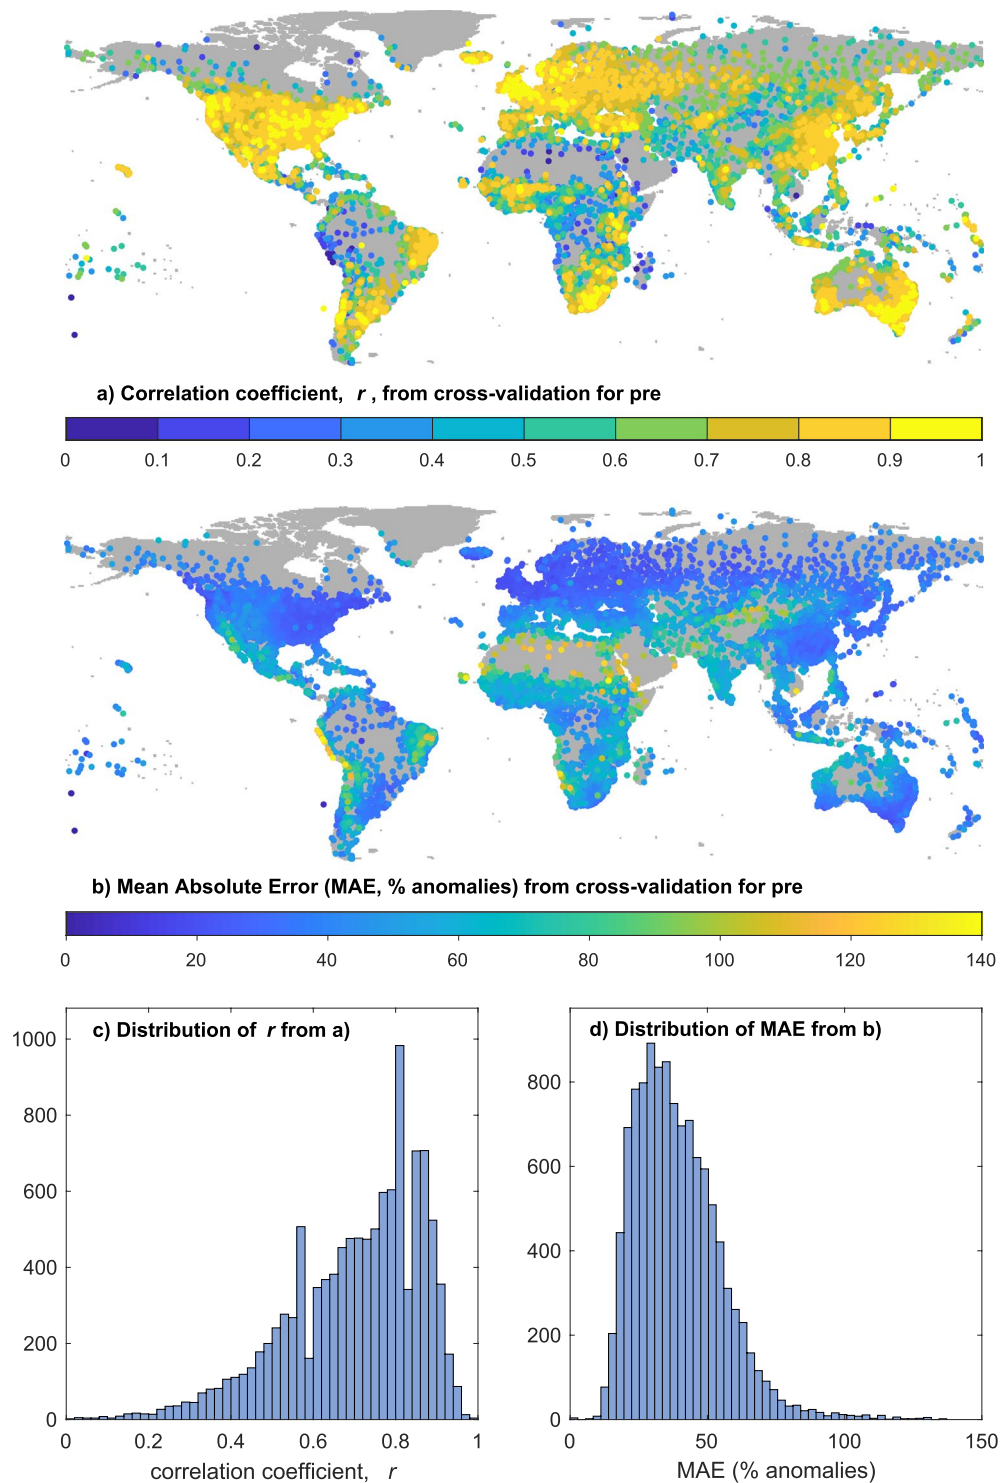 a) Correlation coefficient, r , from cross-validation for pre
0 0.1 0.2 0.3 0.4 0.5 0.6 0.7 0.8 0.9 1
b) Mean Absolute Error (MAE, % anomalies) from cross-validation for pre
0 20 40 60 80 100 120 140
c) Distribution of r from a)
1000
800
600
400
200
0
0 0.2 0.4 0.6 0.8 1
correlation coefficient, r
d) Distribution of MAE from b)
800
600
400
200
0
0 50 100 150
MAE (% anomalies)